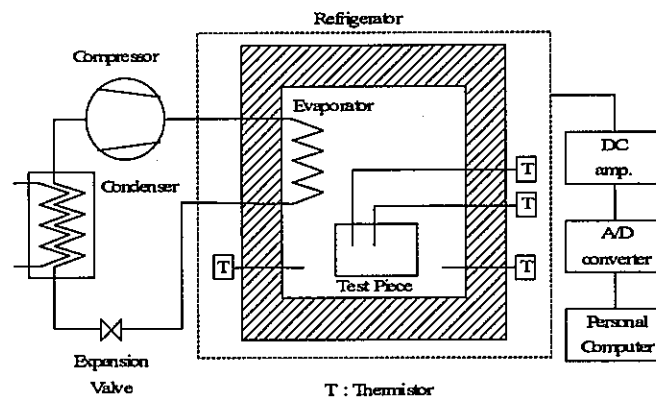 Refrigerator
Compressor
Evaporator
Condenser
T
T
T
T
Test Piece
Expansion
Valve
DC
amp.
A/D
converter
Personal
Computer
T : Thermistor